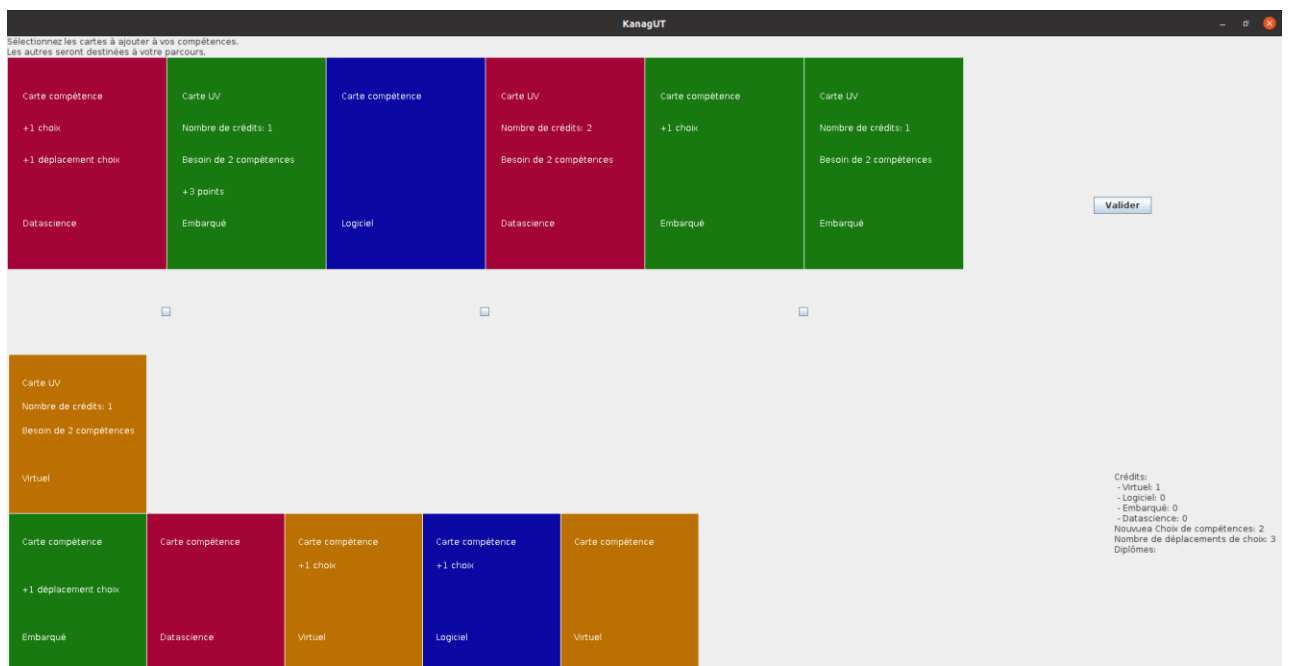 KanagUT
Sélectionnez les cartes à ajouter à vos compétences.
Les autres seront destinées à votre parcours.
Carte compétence
+1 choix
+1 déplacement choix
Datascience
Carte UV
Nombre de crédits: 1
Besoin de 2 compétences
+3 points
Embarqué
Carte compétence
Logiciel
Carte UV
Nombre de crédits: 2
Besoin de 2 compétences
Datascience
Carte compétence
+1 choix
Embarqué
Carte UV
Nombre de crédits: 1
Besoin de 2 compétences
Embarqué
Valider
Carte UV
Nombre de crédits: 1
Besoin de 2 compétences
Virtuel
Crédits:
- Virtuel: 1
- Logiciel: 0
- Embarqué: 0
- Datascience: 0
Nouvuea Choix de compétences: 2
Nombre de déplacements de choix: 3
Diplômes:
Carte compétence
+1 déplacement choix
Embarqué
Carte compétence
Datascience
Carte compétence
+1 choix
Virtuel
Carte compétence
+1 choix
Logiciel
Carte compétence
Virtuel